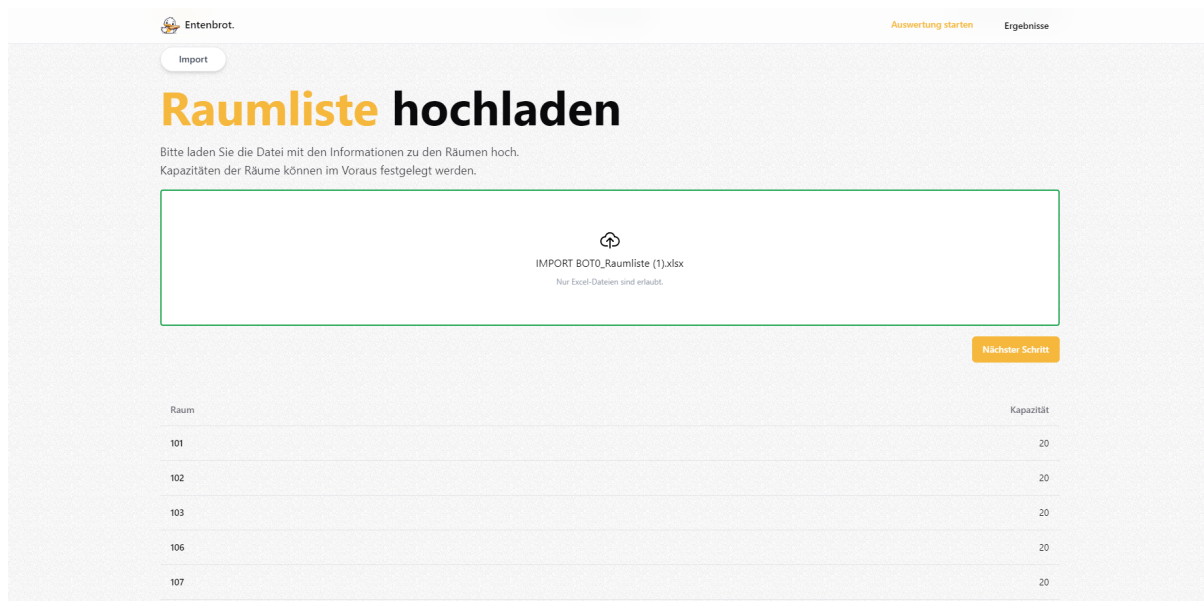 Entenbrot.
Auswertung starten
Ergebnisse
Import
Raumliste hochladen
Bitte laden Sie die Datei mit den Informationen zu den Räumen hoch.
Kapazitäten der Räume können im Voraus festgelegt werden.
IMPORT BOT0_Raumliste (1).xlsx
Nur Excel-Dateien sind erlaubt.
Nächster Schritt
Raum Kapazität
101 20
102 20
103 20
106 20
107 20